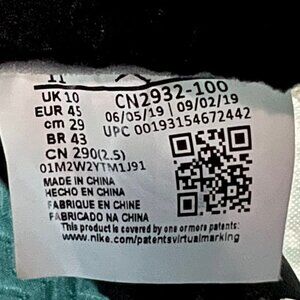 UK 10
EUR 45
cm 29
BR 43
CN 290(2.5)
01M2W2YTM1J91
CN2932-100
06/05/19 | 09/02/19
UPC 00193154672442
MADE IN CHINA
HECHO EN CHINA
FABRIQUE EN CHINE
FABRICADO NA CHINA
This product is covered by one or more patents:
www.nike.com/patentsvirtualmarking